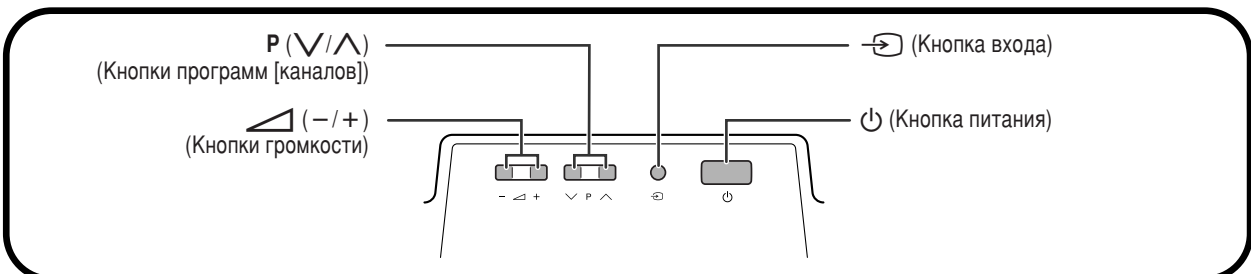 P (∨/∧)
(Кнопки программ [каналов])
(−/+)
(Кнопки громкости)
(Кнопка входа)
(Кнопка питания)
− +
∨ P ∧